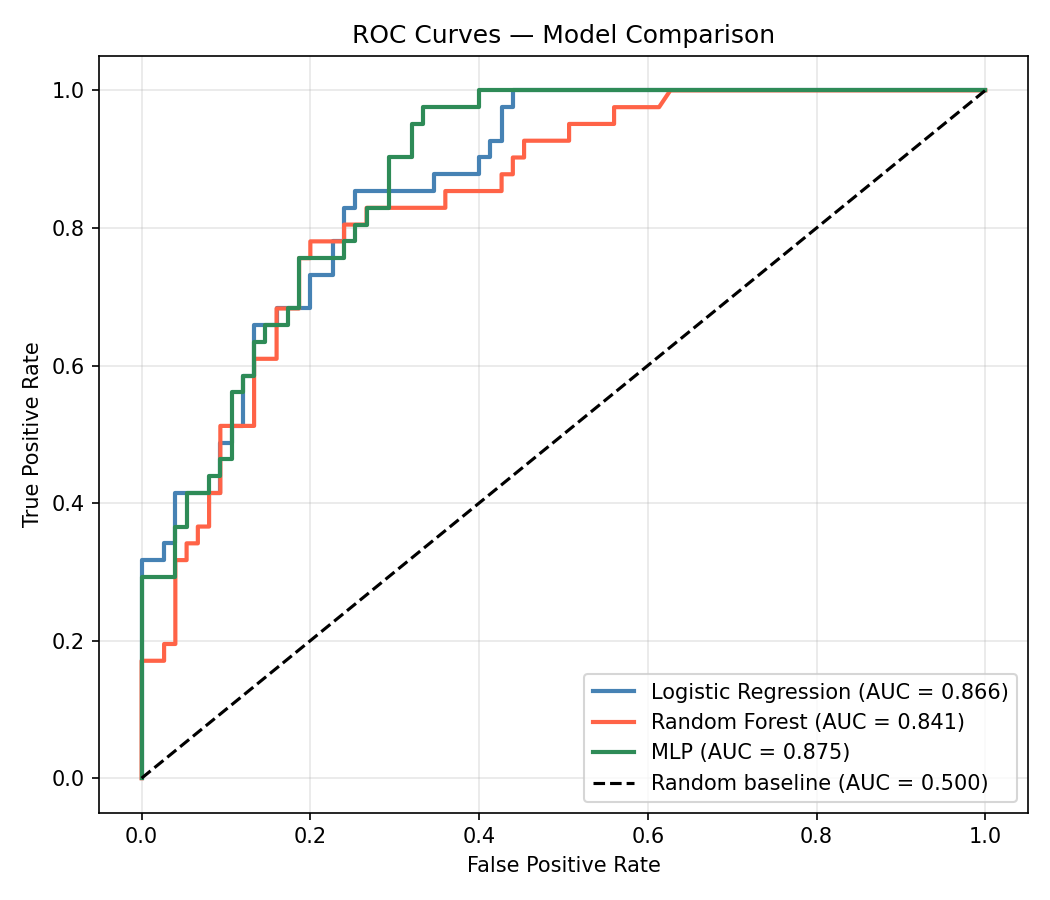 ROC Curves — Model Comparison
True Positive Rate
1.0
0.8
0.6
0.4
0.2
0.0
0.0 0.2 0.4 0.6 0.8 1.0
False Positive Rate
Logistic Regression (AUC = 0.866)
Random Forest (AUC = 0.841)
MLP (AUC = 0.875)
Random baseline (AUC = 0.500)